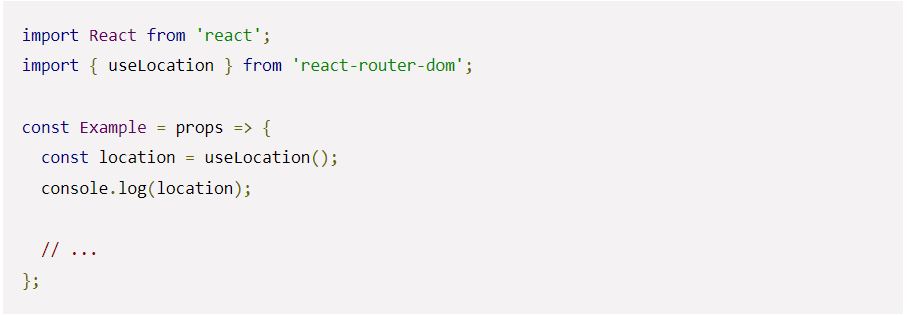 import React from 'react';
import { useLocation } from 'react-router-dom';
const Example = props => {
const location = useLocation();
console.log(location);
// ...
};